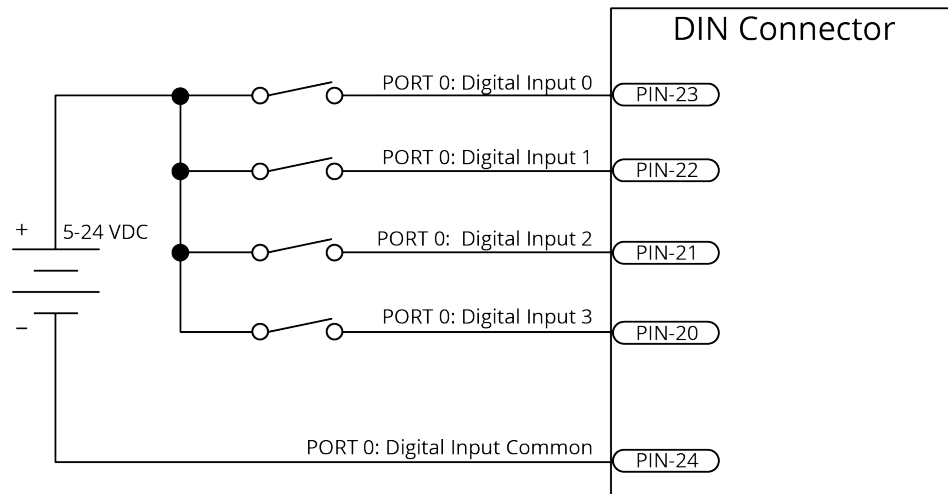 DIN Connector
PORT 0: Digital Input 0
PIN-23
PORT 0: Digital Input 1
PIN-22
+
5-24 VDC
PORT 0:  Digital Input 2
PIN-21
PORT 0: Digital Input 3
PIN-20
–
PORT 0: Digital Input Common
PIN-24